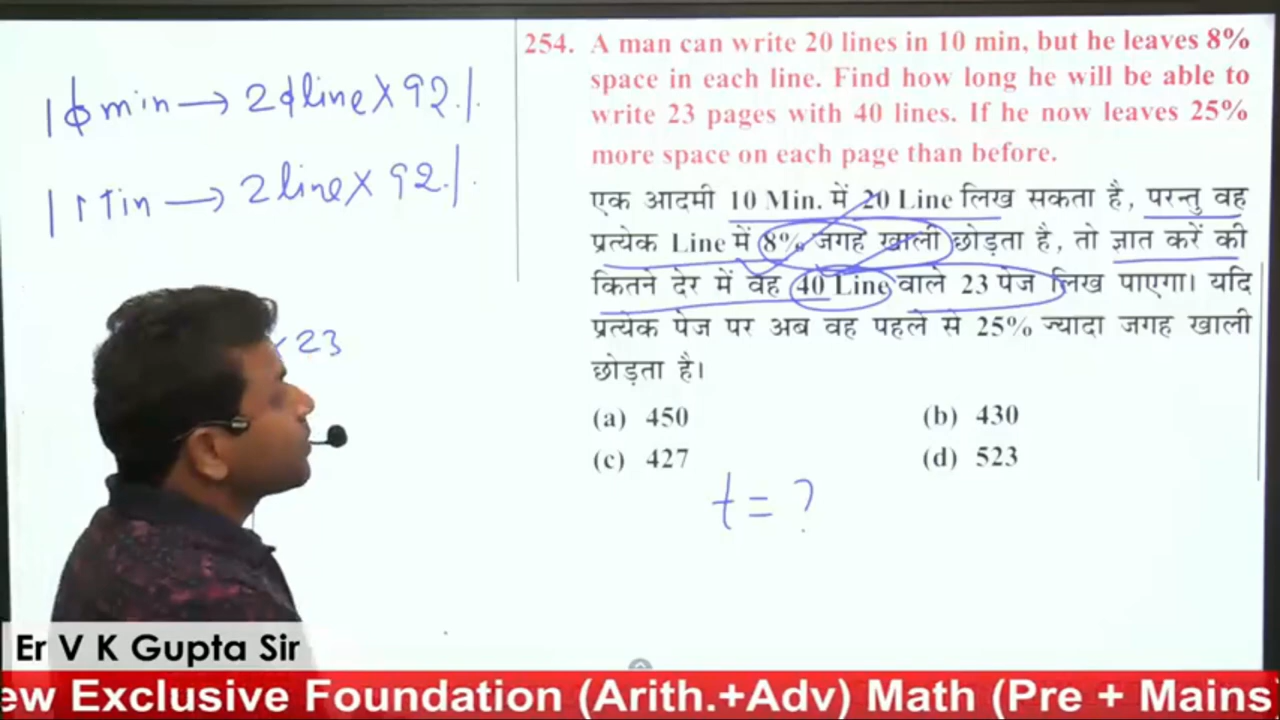 10 min → 20 line × 92%
1 min → 2 line × 92%
23
254. A man can write 20 lines in 10 min, but he leaves 8%
space in each line. Find how long he will be able to
write 23 pages with 40 lines. If he now leaves 25%
more space on each page than before.
एक आदमी 10 Min. में 20 Line लिख सकता है, परन्तु वह
प्रत्येक Line में 8% जगह खाली छोड़ता है, तो ज्ञात करें की
कितने देर में वह 40 Line वाले 23 पेज लिख पाएगा। यदि
प्रत्येक पेज पर अब वह पहले से 25% ज्यादा जगह खाली
छोड़ता है।
(a) 450 (b) 430
(c) 427 (d) 523
t = ?
Er V K Gupta Sir
ew Exclusive Foundation (Arith.+Adv) Math (Pre + Mains